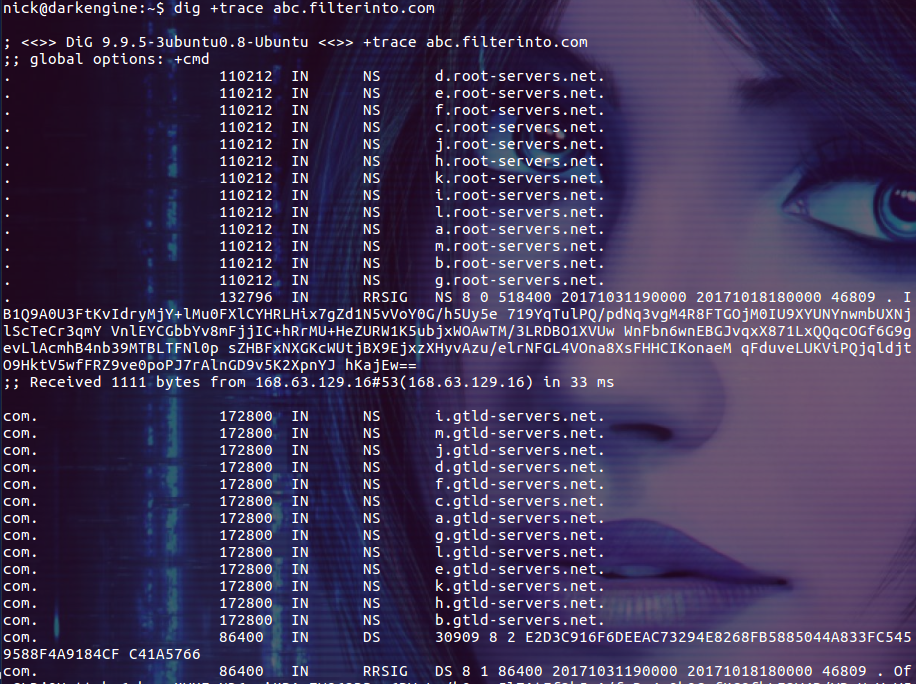 nick@darkengine:~$ dig +trace abc.filterinto.com
; <<>> DiG 9.9.5-3ubuntu0.8-Ubuntu <<>> +trace abc.filterinto.com
;; global options: +cmd
. 110212 IN NS d.root-servers.net.
. 110212 IN NS e.root-servers.net.
. 110212 IN NS f.root-servers.net.
. 110212 IN NS c.root-servers.net.
. 110212 IN NS j.root-servers.net.
. 110212 IN NS h.root-servers.net.
. 110212 IN NS k.root-servers.net.
. 110212 IN NS i.root-servers.net.
. 110212 IN NS l.root-servers.net.
. 110212 IN NS a.root-servers.net.
. 110212 IN NS m.root-servers.net.
. 110212 IN NS b.root-servers.net.
. 110212 IN NS g.root-servers.net.
. 132796 IN RRSIG NS 8 0 518400 20171031190000 20171018180000 46809 . I
B1Q9A0U3FtKvIdryMjY+lMu0FXlCYHRLHix7gZd1N5vVoY0G/h5Uy5e 719YqTulPQ/pdNq3vgM4R8FTGOjM0IU9XYUNYnwmbUXNj
lScTeCr3qmY VnlEYCGbbYv8mFjjIC+hRrMU+HeZURW1K5ubjxWOAwTM/3LRDBO1XVUw WnFbn6wnEBGJvqxX871LxQQqcOGf6G9g
evLlAcmhB4nb39MTBLTFNl0p sZHBFxNXGKcWUtjBX9EjxzXHyvAzu/elrNFGL4VOna8XsFHHCIKonaeM qFduveLUKViPQjqldjt
O9HktV5wfFRZ9ve0poPJ7rAlnGD9v5K2XpnYJ hKajEw==
;; Received 1111 bytes from 168.63.129.16#53(168.63.129.16) in 33 ms
com. 172800 IN NS i.gtld-servers.net.
com. 172800 IN NS m.gtld-servers.net.
com. 172800 IN NS j.gtld-servers.net.
com. 172800 IN NS d.gtld-servers.net.
com. 172800 IN NS f.gtld-servers.net.
com. 172800 IN NS c.gtld-servers.net.
com. 172800 IN NS a.gtld-servers.net.
com. 172800 IN NS g.gtld-servers.net.
com. 172800 IN NS l.gtld-servers.net.
com. 172800 IN NS e.gtld-servers.net.
com. 172800 IN NS k.gtld-servers.net.
com. 172800 IN NS h.gtld-servers.net.
com. 172800 IN NS b.gtld-servers.net.
com. 86400 IN DS 30909 8 2 E2D3C916F6DEEAC73294E8268FB5885044A833FC545
9588F4A9184CF C41A5766
com. 86400 IN RRSIG DS 8 1 86400 20171031190000 20171018180000 46809 . Of